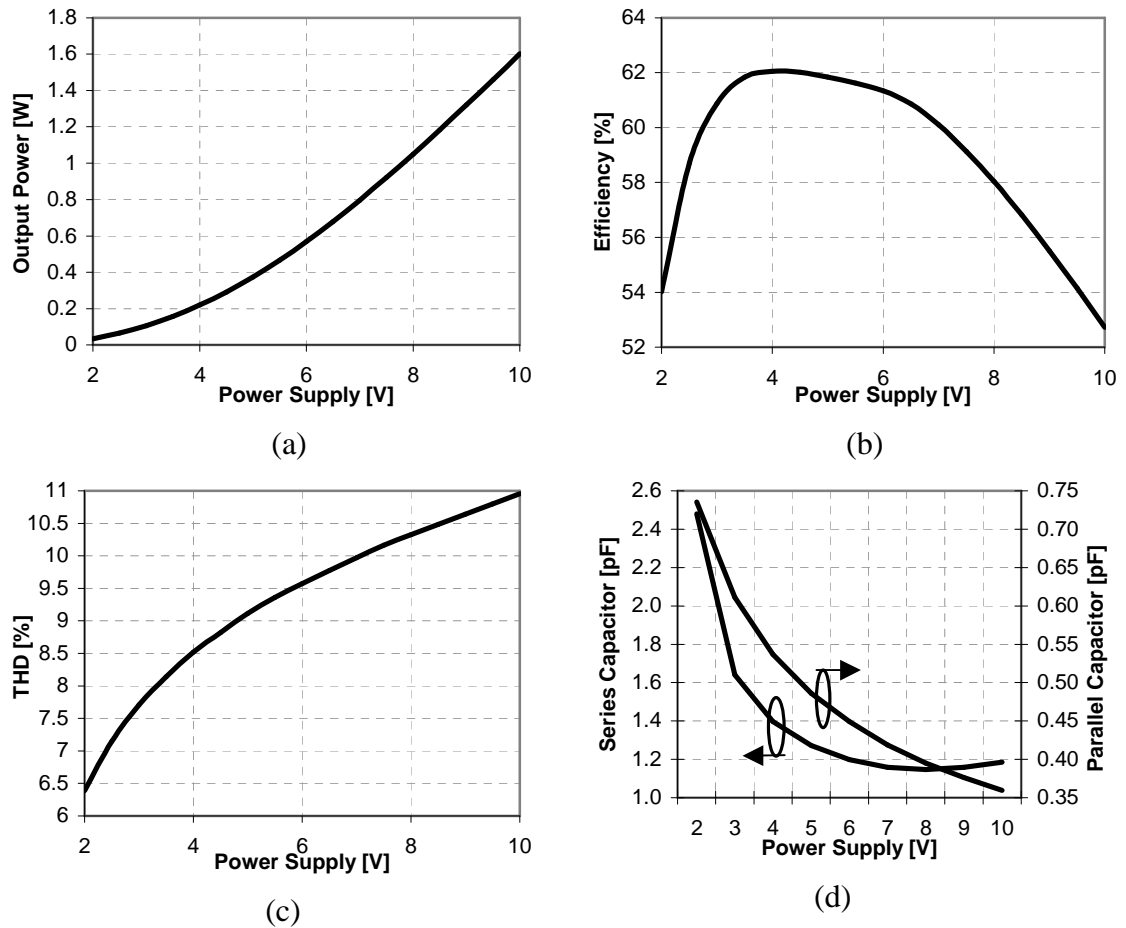 1.8
1.6
1.4
1.2
1
0.8
0.6
0.4
0.2
0
Output Power [W]
2 4 6 8 10
Power Supply [V]
(a)
64
62
60
58
56
54
52
Efficiency [%]
2 4 6 8 10
Power Supply [V]
(b)
11
10.5
10
9.5
9
8.5
8
7.5
7
6.5
6
THD [%]
2 4 6 8 10
Power Supply [V]
(c)
2.6
2.4
2.2
2.0
1.8
1.6
1.4
1.2
1.0
Series Capacitor [pF]
0.75
0.70
0.65
0.60
0.55
0.50
0.45
0.40
0.35
Parallel Capacitor [pF]
2 3 4 5 6 7 8 9 10
Power Supply [V]
(d)